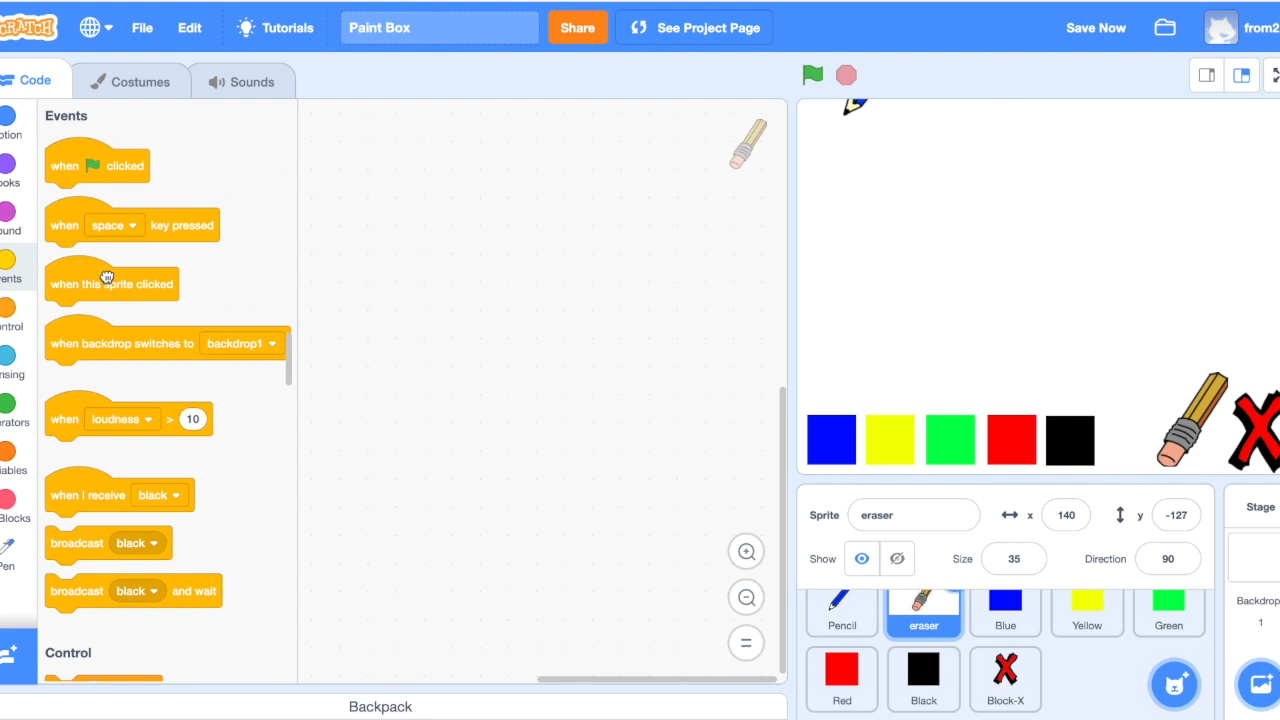 SCRATCH File Edit Tutorials Paint Box Share See Project Page Save Now from2
Code Costumes Sounds
Events
when clicked
when space key pressed
when this sprite clicked
when backdrop switches to backdrop1
when loudness > 10
when I receive black
broadcast black
broadcast black and wait
Control
otion
ooks
ound
vents
ontrol
nsing
erators
iables
Blocks
Pen
Backpack
Sprite eraser x 140 y -127
Show Size 35 Direction 90
Pencil eraser Blue Yellow Green
Red Black Block-X
Stage
Backdrop
1